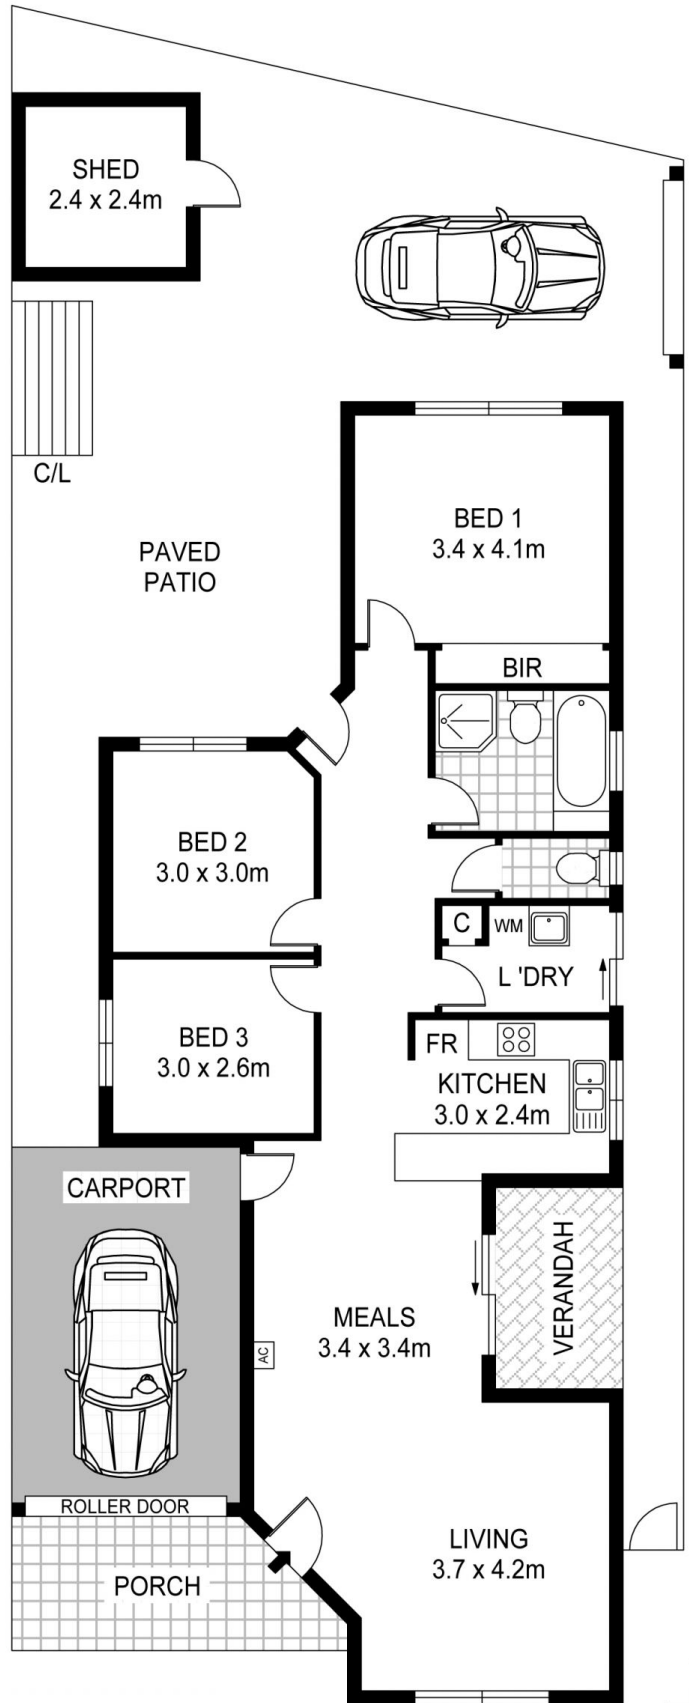 SHED
2.4 x 2.4m
C/L
PAVED
PATIO
BED 1
3.4 x 4.1m
BIR
BED 2
3.0 x 3.0m
C
WM
L 'DRY
BED 3
3.0 x 2.6m
FR
KITCHEN
3.0 x 2.4m
CARPORT
VERANDAH
MEALS
3.4 x 3.4m
AC
ROLLER DOOR
LIVING
3.7 x 4.2m
PORCH